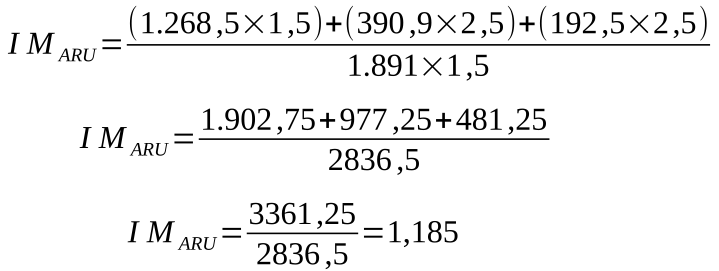 IM_ARU = (1.268,5×1,5)+(390,9×2,5)+(192,5×2,5) / 1.891×1,5
IM_ARU = 1.902,75+977,25+481,25 / 2836,5
IM_ARU = 3361,25 / 2836,5 = 1,185